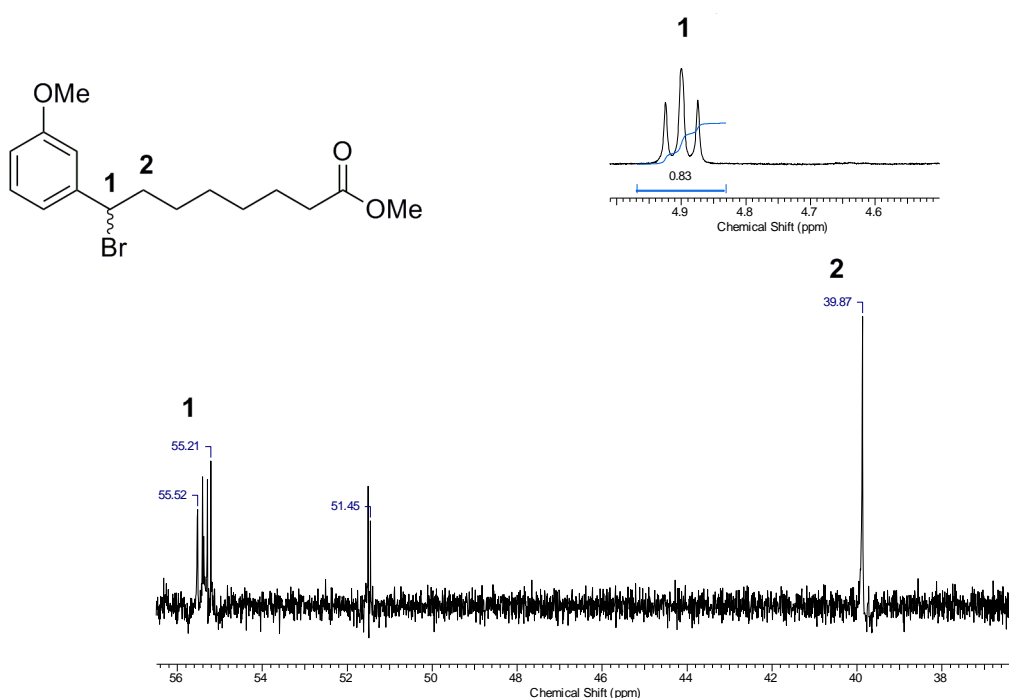 1
OMe
2
1
O
OMe
Br
0.83
4.9 4.8 4.7 4.6
Chemical Shift (ppm)
2
39.87
1
55.21
55.52
51.45
56 54 52 50 48 46 44 42 40 38
Chemical Shift (ppm)